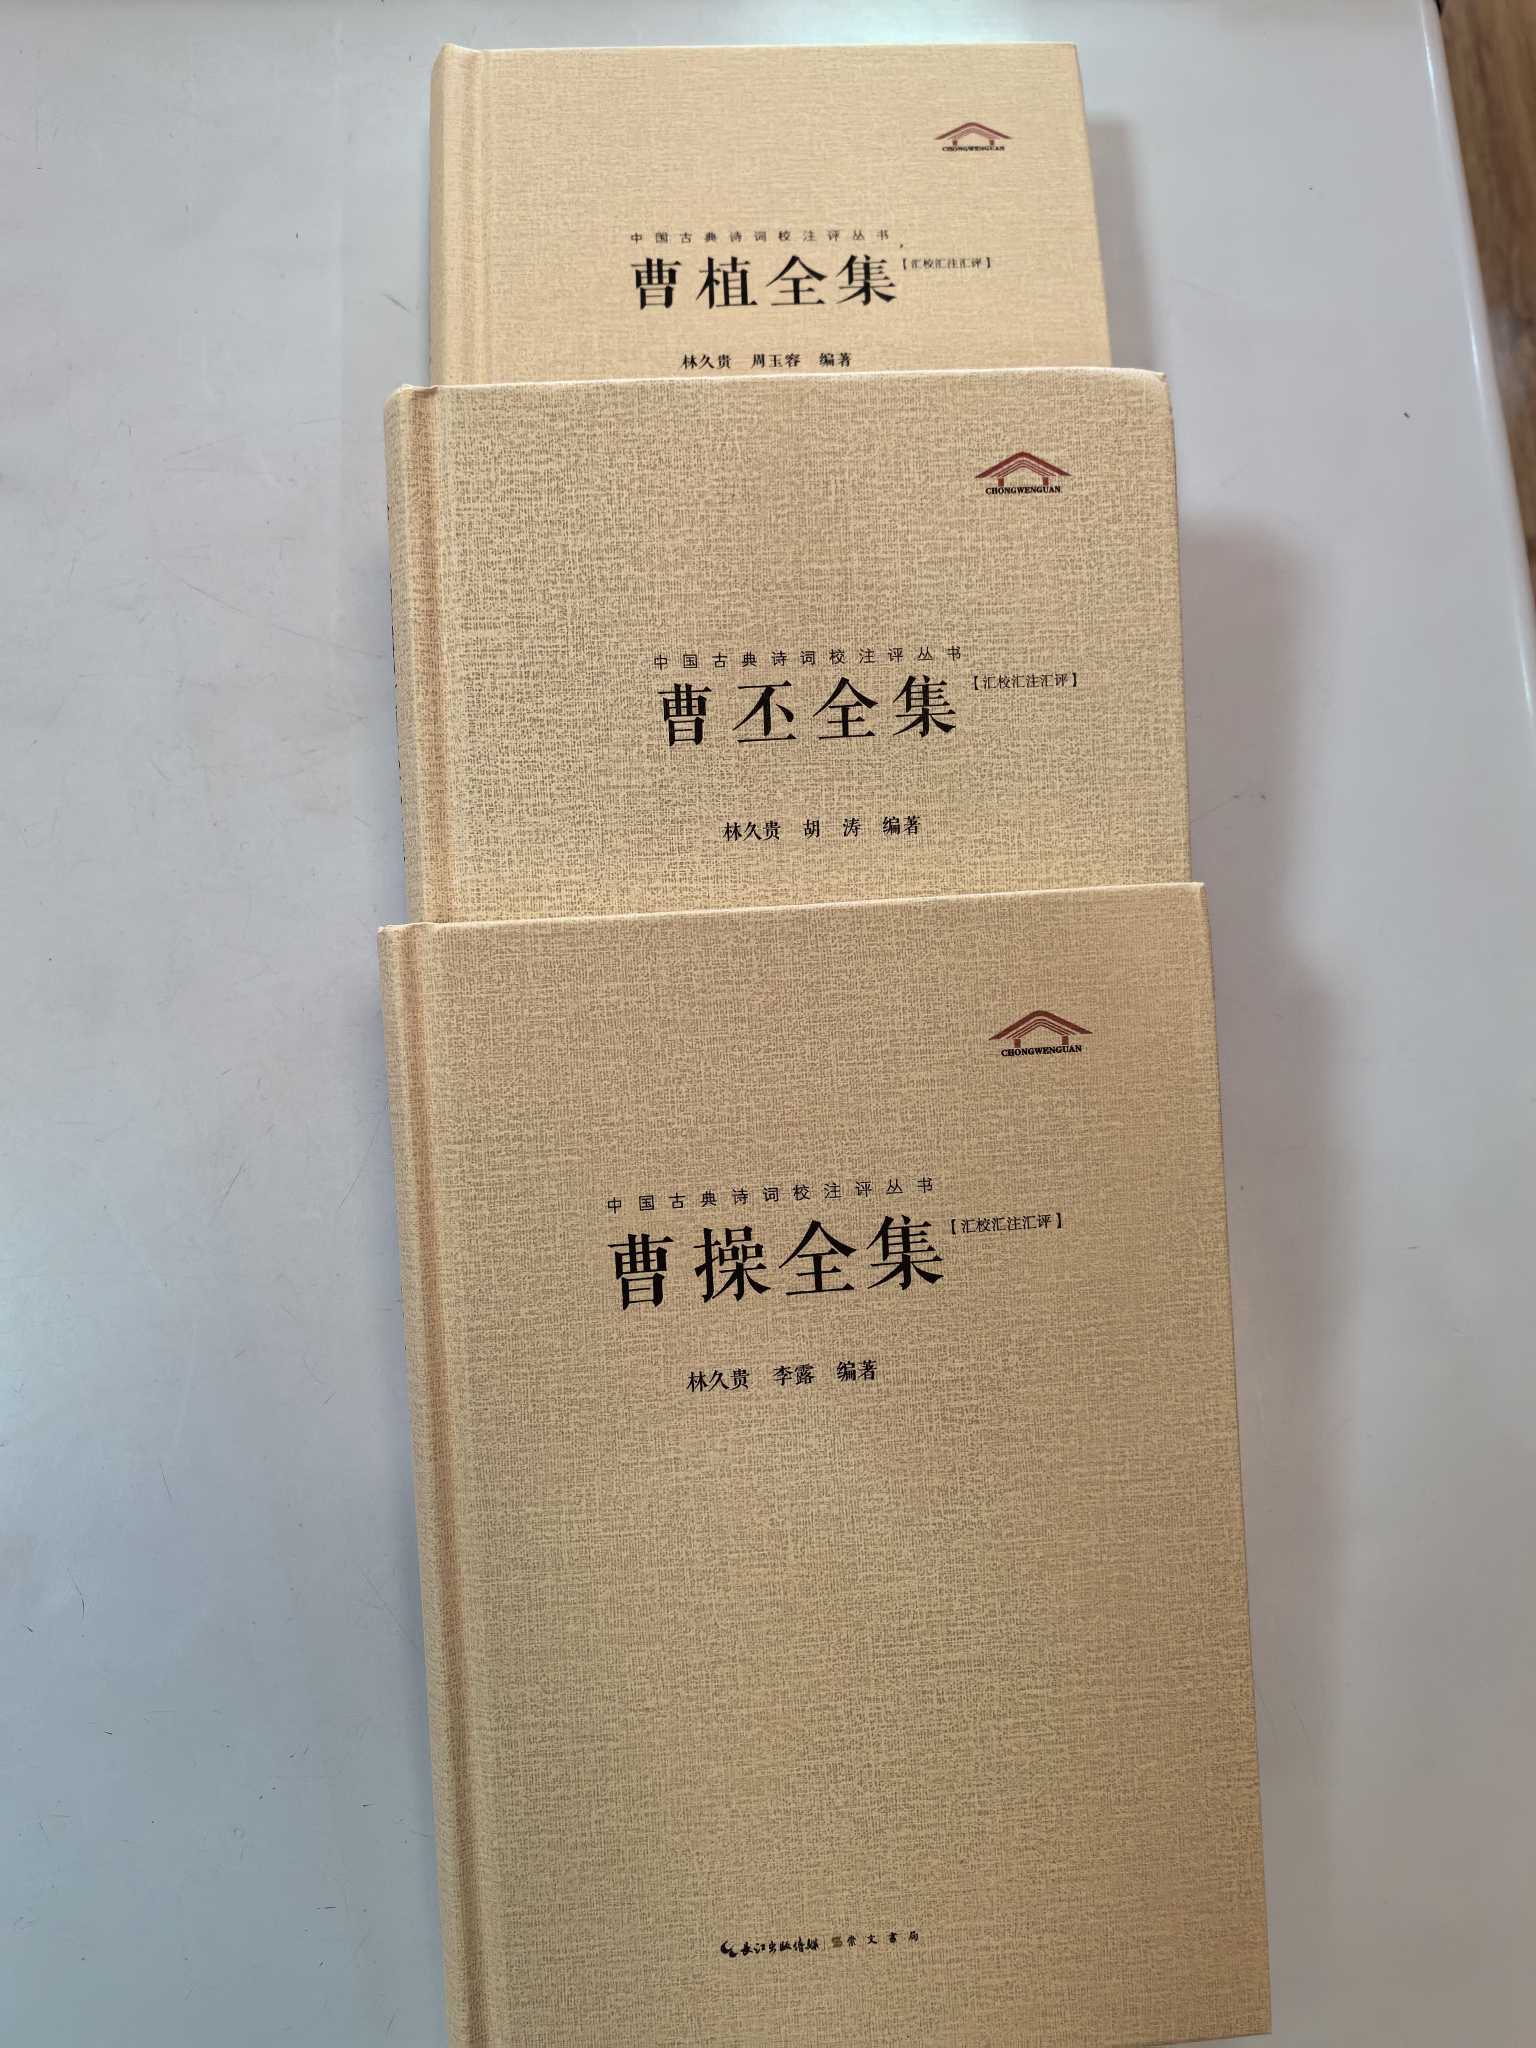 CHONGWENGUAN
中国古典诗词校注评丛书
曹植全集【汇校汇注汇评】
林久贵 周玉容 编著
CHONGWENGUAN
中国古典诗词校注评丛书
曹丕全集【汇校汇注汇评】
林久贵 胡 涛 编著
CHONGWENGUAN
中国古典诗词校注评丛书
曹操全集【汇校汇注汇评】
林久贵 李露 编著
长江出版传媒 崇文书局